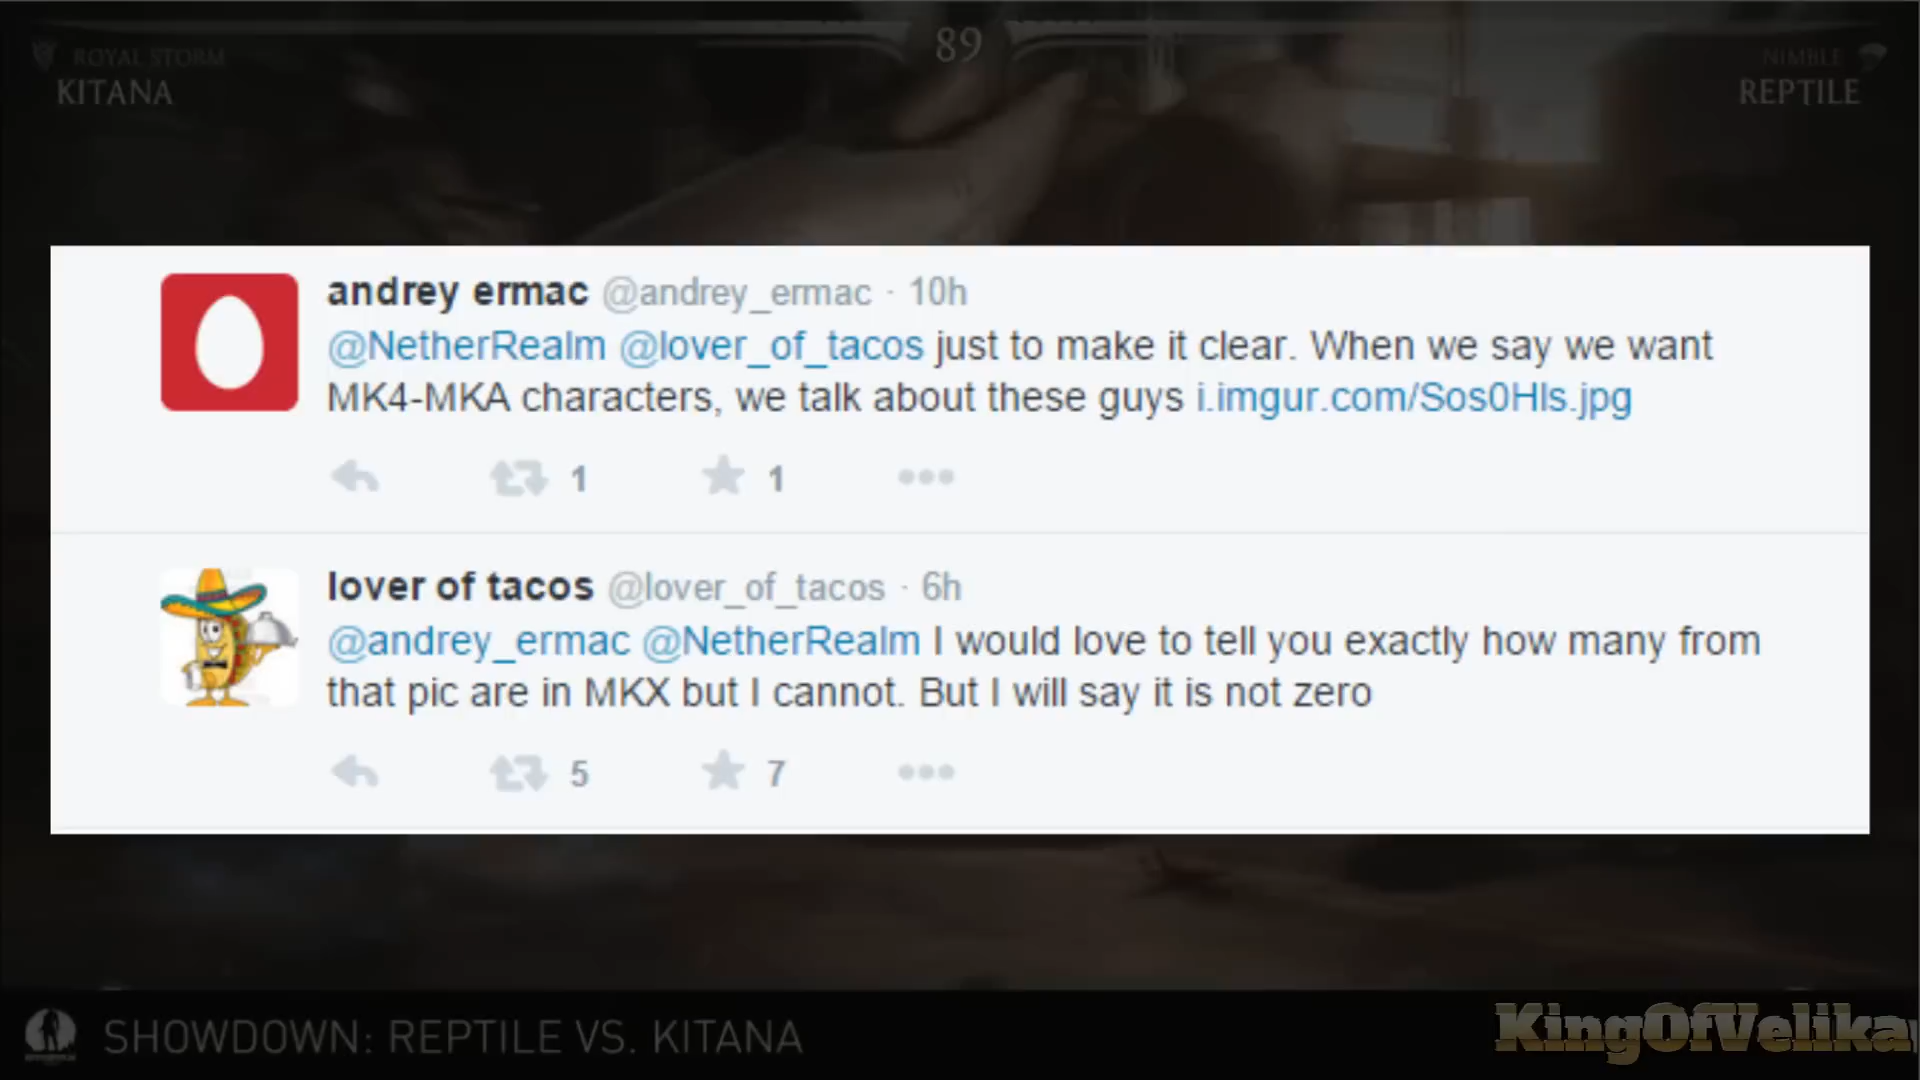 ROYAL STORM
KITANA
89
NIMBLE
REPTILE
andrey ermac @andrey_ermac · 10h
@NetherRealm @lover_of_tacos just to make it clear. When we say we want
MK4-MKA characters, we talk about these guys i.imgur.com/Sos0Hls.jpg
1 1
lover of tacos @lover_of_tacos · 6h
@andrey_ermac @NetherRealm I would love to tell you exactly how many from
that pic are in MKX but I cannot. But I will say it is not zero
5 7
SHOWDOWN: REPTILE VS. KITANA
KingOfVelika